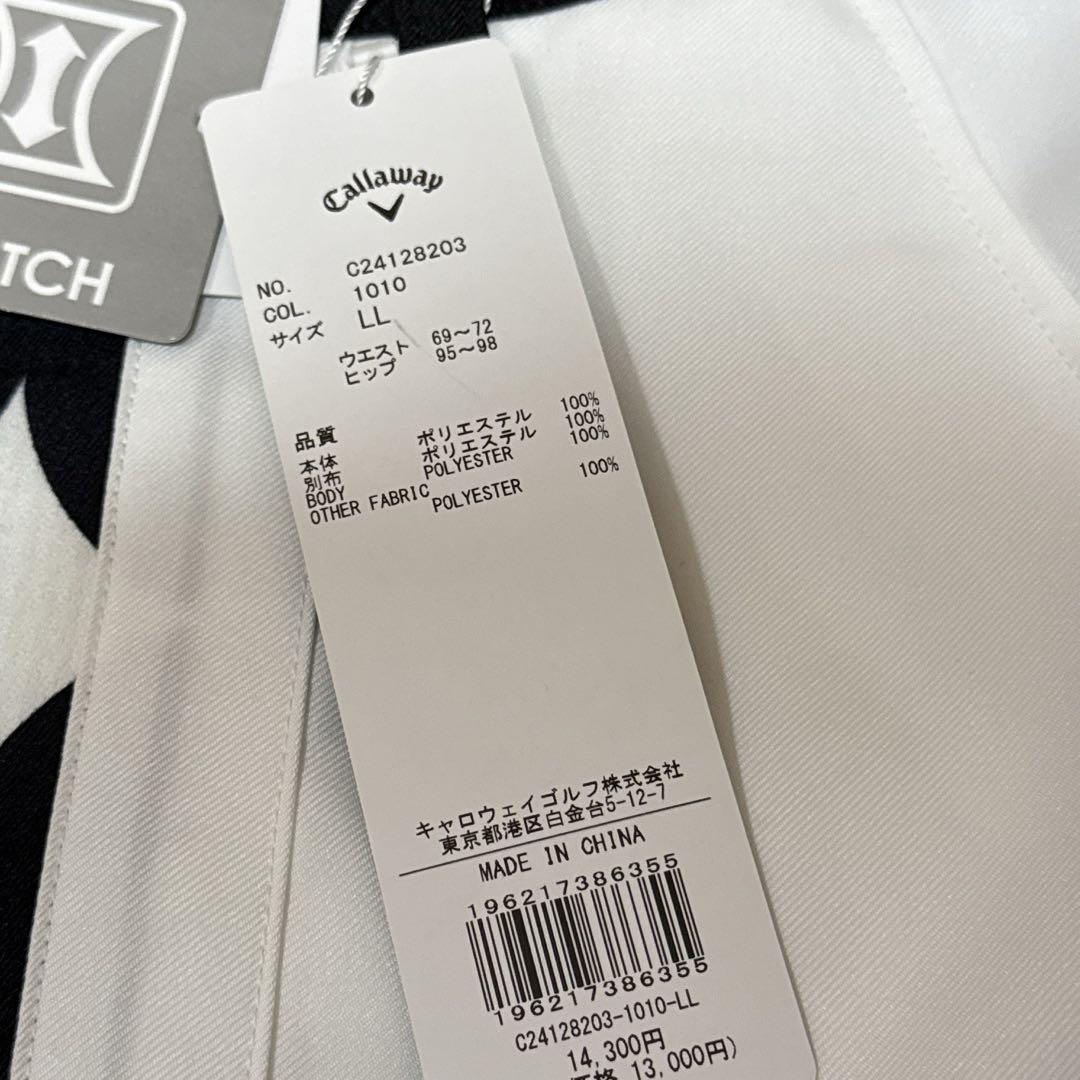 TCH
Callaway
NO. C24128203
COL. 1010
サイズ LL
ウエスト 69～72
ヒップ 95～98
品質
本体 ポリエステル 100%
別布 ポリエステル 100%
BODY POLYESTER 100%
OTHER FABRIC POLYESTER 100%
キャロウェイゴルフ株式会社
東京都港区白金台5-12-7
MADE IN CHINA
196217386355
196217386355
C24128203-1010-LL
14,300円
価格 13,000円)